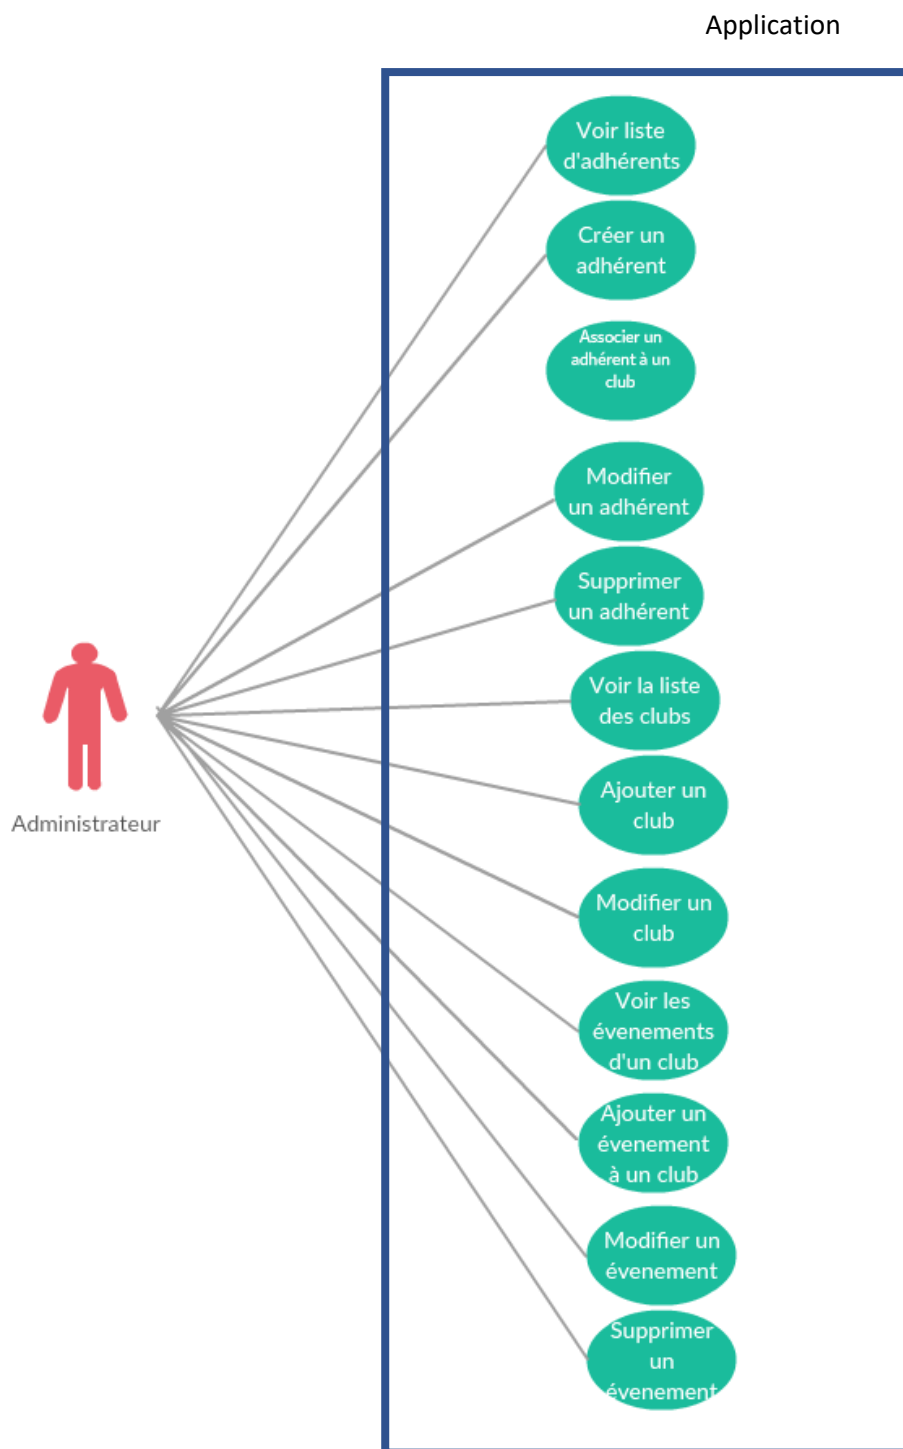 Application
Voir liste
d'adhérents
Créer un
adhérent
Associer un
adhérent à un
club
Modifier
un adhérent
Supprimer
un adhérent
Voir la liste
des clubs
Administrateur
Ajouter un
club
Modifier un
club
Voir les
évenements
d'un club
Ajouter un
évenement
à un club
Modifier un
évenement
Supprimer
un
évenement